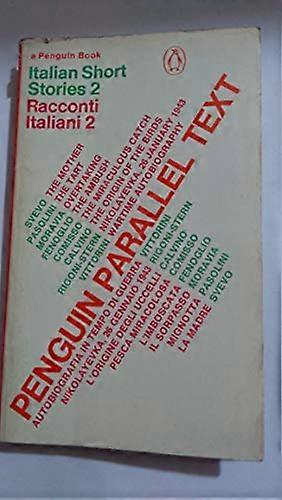 a Penguin Book
Italian Short
Stories 2
Racconti
Italiani 2
SVEVO THE MOTHER
PASOLINI THE TART
MORAVIA OVERTAKING
FENOGLIO THE AMBUSH
COMISSO THE MIRACULOUS CATCH
CALVINO THE ORIGIN OF THE BIRDS
RIGONI-STERN NIKOLAYEVKA, 26 JANUARY 1943
VITTORINI WARTIME AUTOBIOGRAPHY
PENGUIN PARALLEL TEXT
AUTOBIOGRAFIA IN TEMPO DI GUERRA VITTORINI
NIKOLAYEVKA, 26 GENNAIO 1943 RIGONI-STERN
L'ORIGINE DEGLI UCCELLI CALVINO
PESCA MIRACOLOSA COMISSO
L'IMBOSCATA FENOGLIO
IL SORPASSO MORAVIA
MIGNOTTA PASOLINI
LA MADRE SVEVO